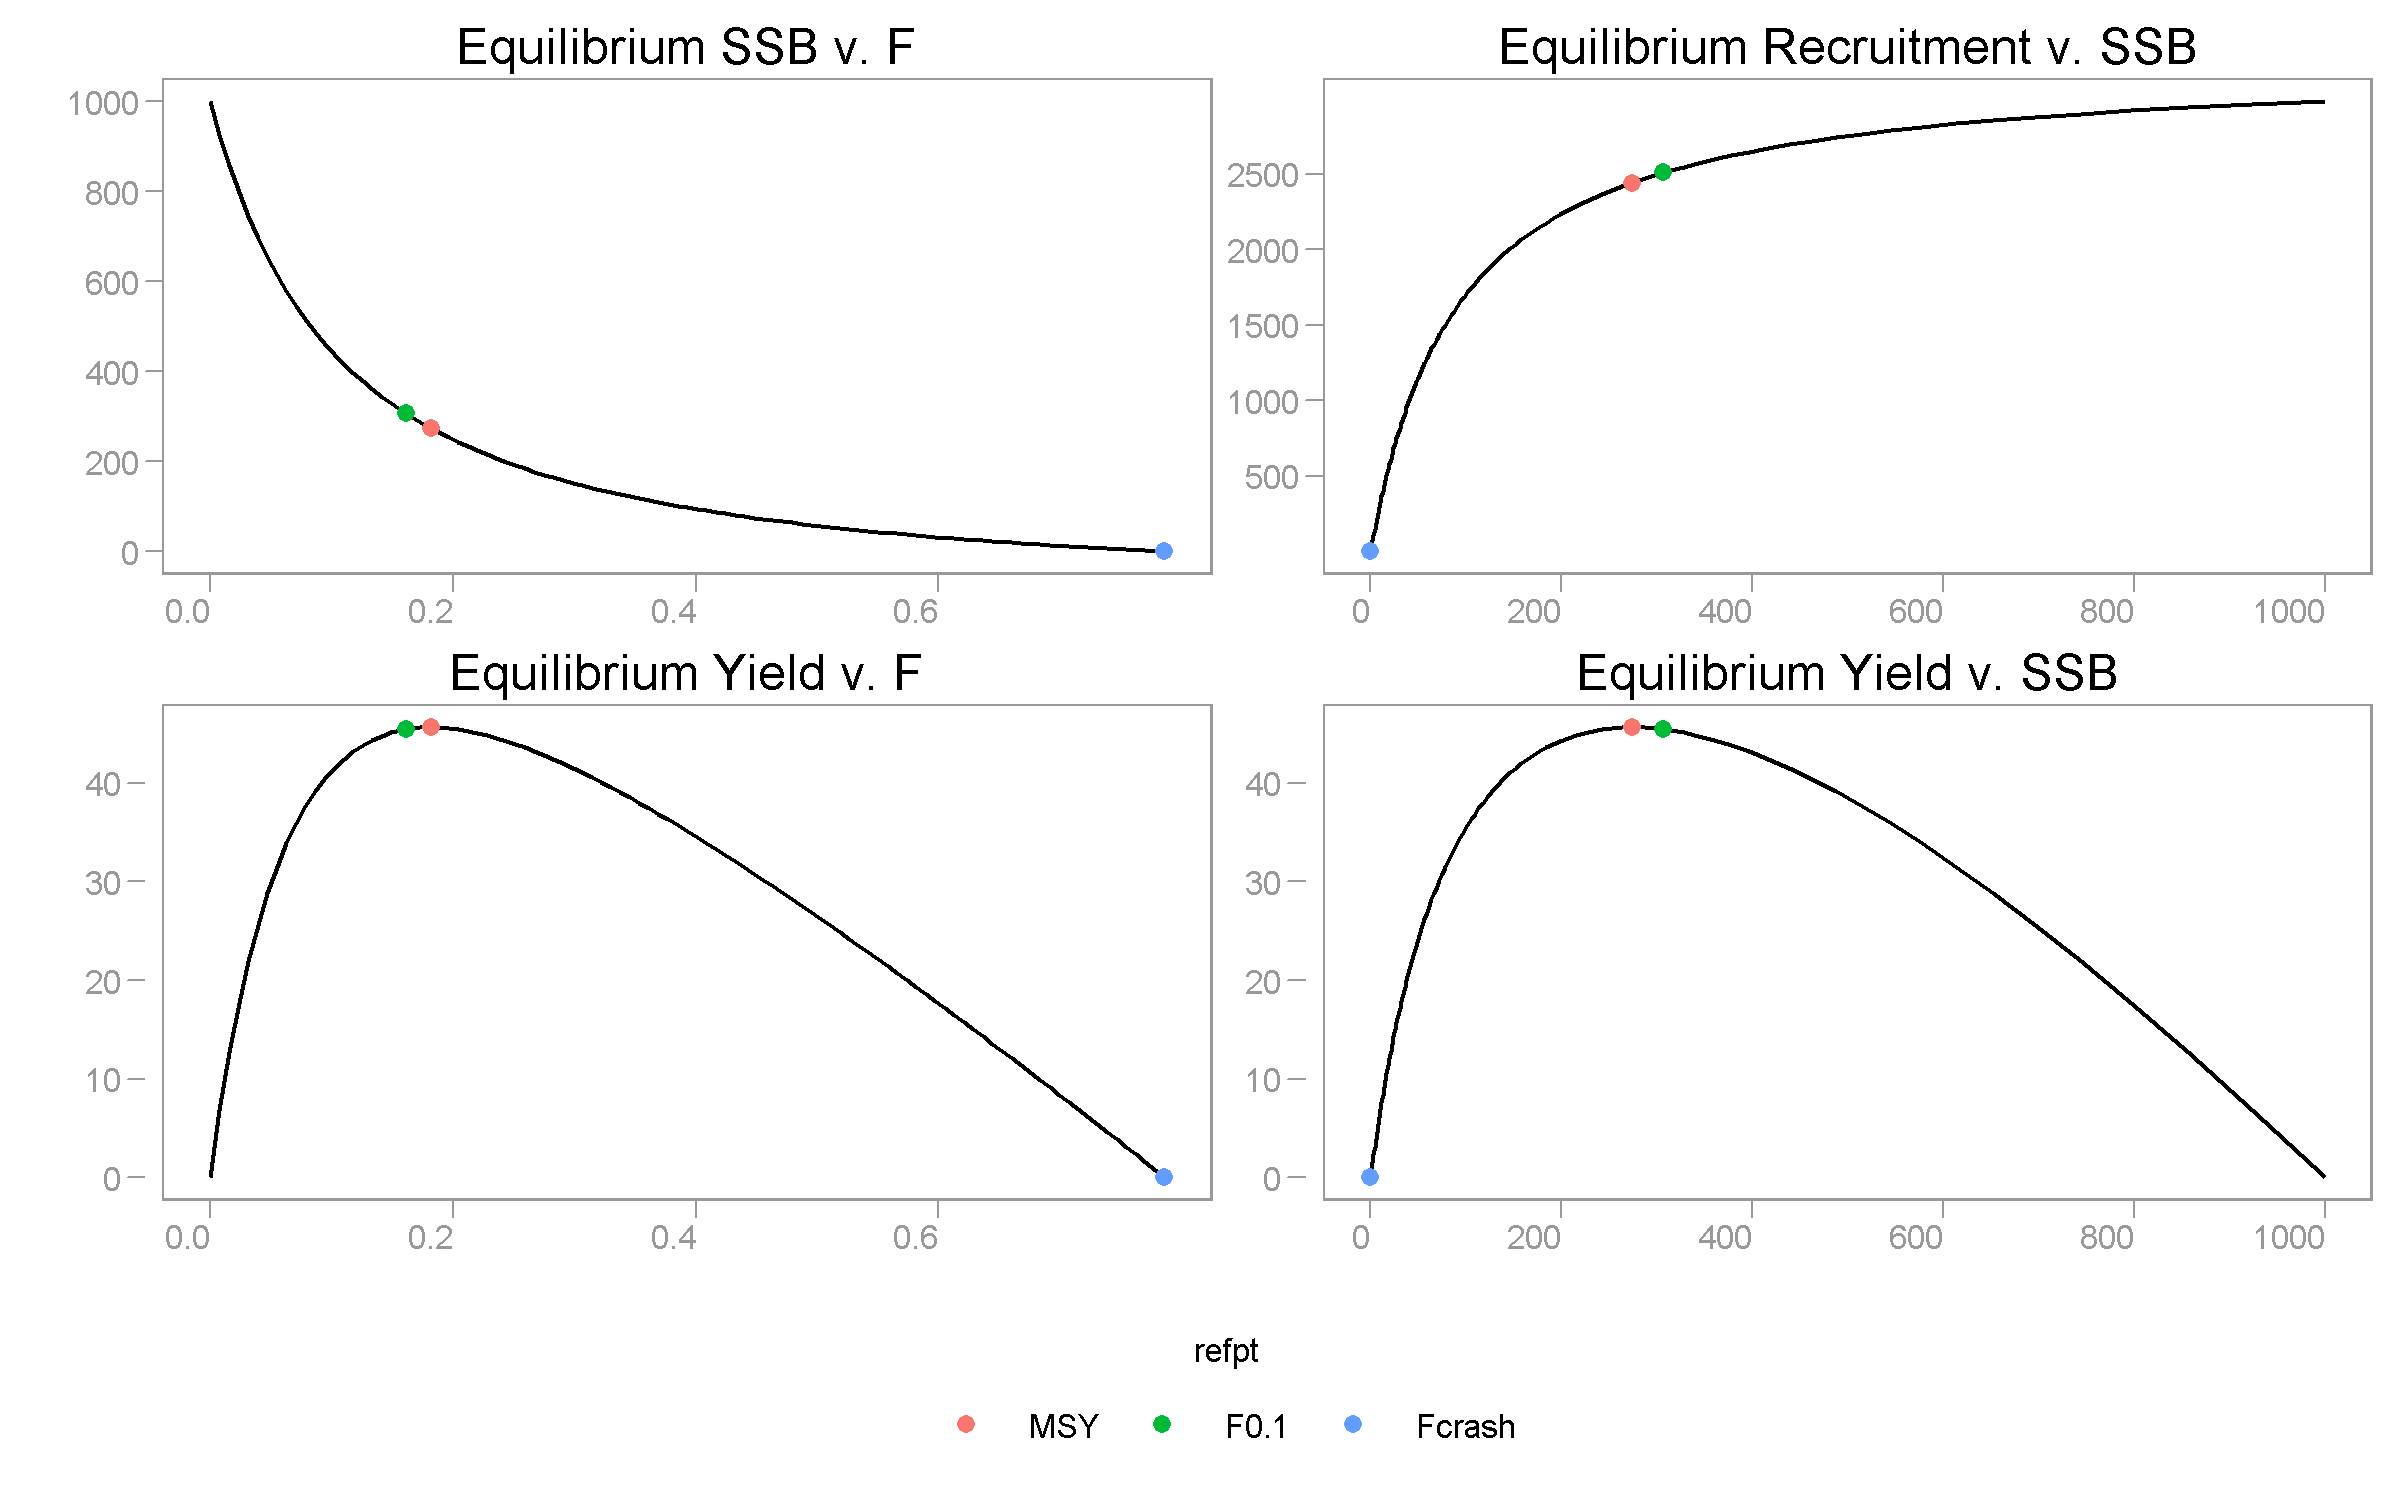 Equilibrium SSB v. F
1000
800
600
400
200
0
0.0 0.2 0.4 0.6
Equilibrium Recruitment v. SSB
2500
2000
1500
1000
500
0 200 400 600 800 1000
Equilibrium Yield v. F
40
30
20
10
0
0.0 0.2 0.4 0.6
Equilibrium Yield v. SSB
40
30
20
10
0
0 200 400 600 800 1000
refpt
MSY F0.1 Fcrash